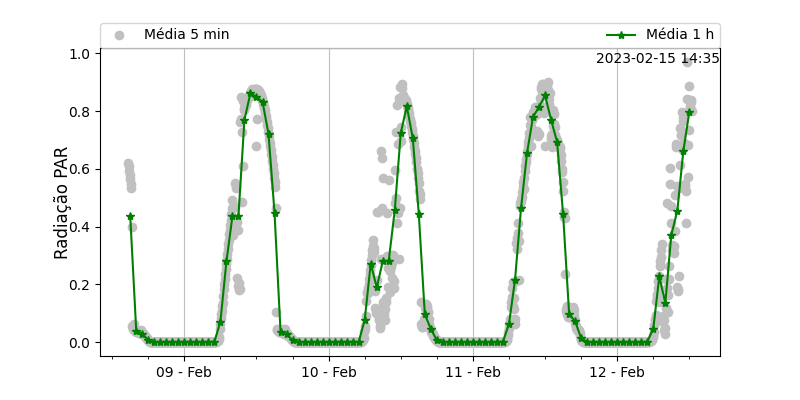 Média 5 min
Média 1 h
2023-02-15 14:35
Radiação PAR
1.0
0.8
0.6
0.4
0.2
0.0
09 - Feb
10 - Feb
11 - Feb
12 - Feb